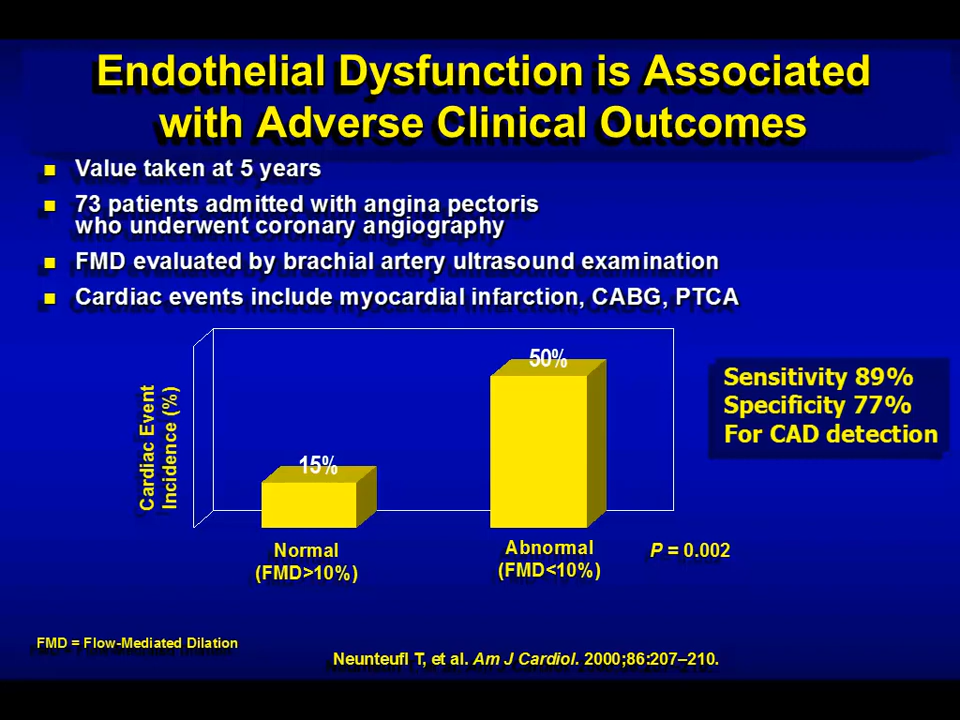 Endothelial Dysfunction is Associated
with Adverse Clinical Outcomes
Value taken at 5 years
73 patients admitted with angina pectoris
who underwent coronary angiography
FMD evaluated by brachial artery ultrasound examination
Cardiac events include myocardial infarction, CABG, PTCA
Cardiac Event
Incidence (%)
15%
50%
Sensitivity 89%
Specificity 77%
For CAD detection
Normal
(FMD>10%)
Abnormal
(FMD<10%)
P = 0.002
FMD = Flow-Mediated Dilation
Neunteufl T, et al. Am J Cardiol. 2000;86:207–210.